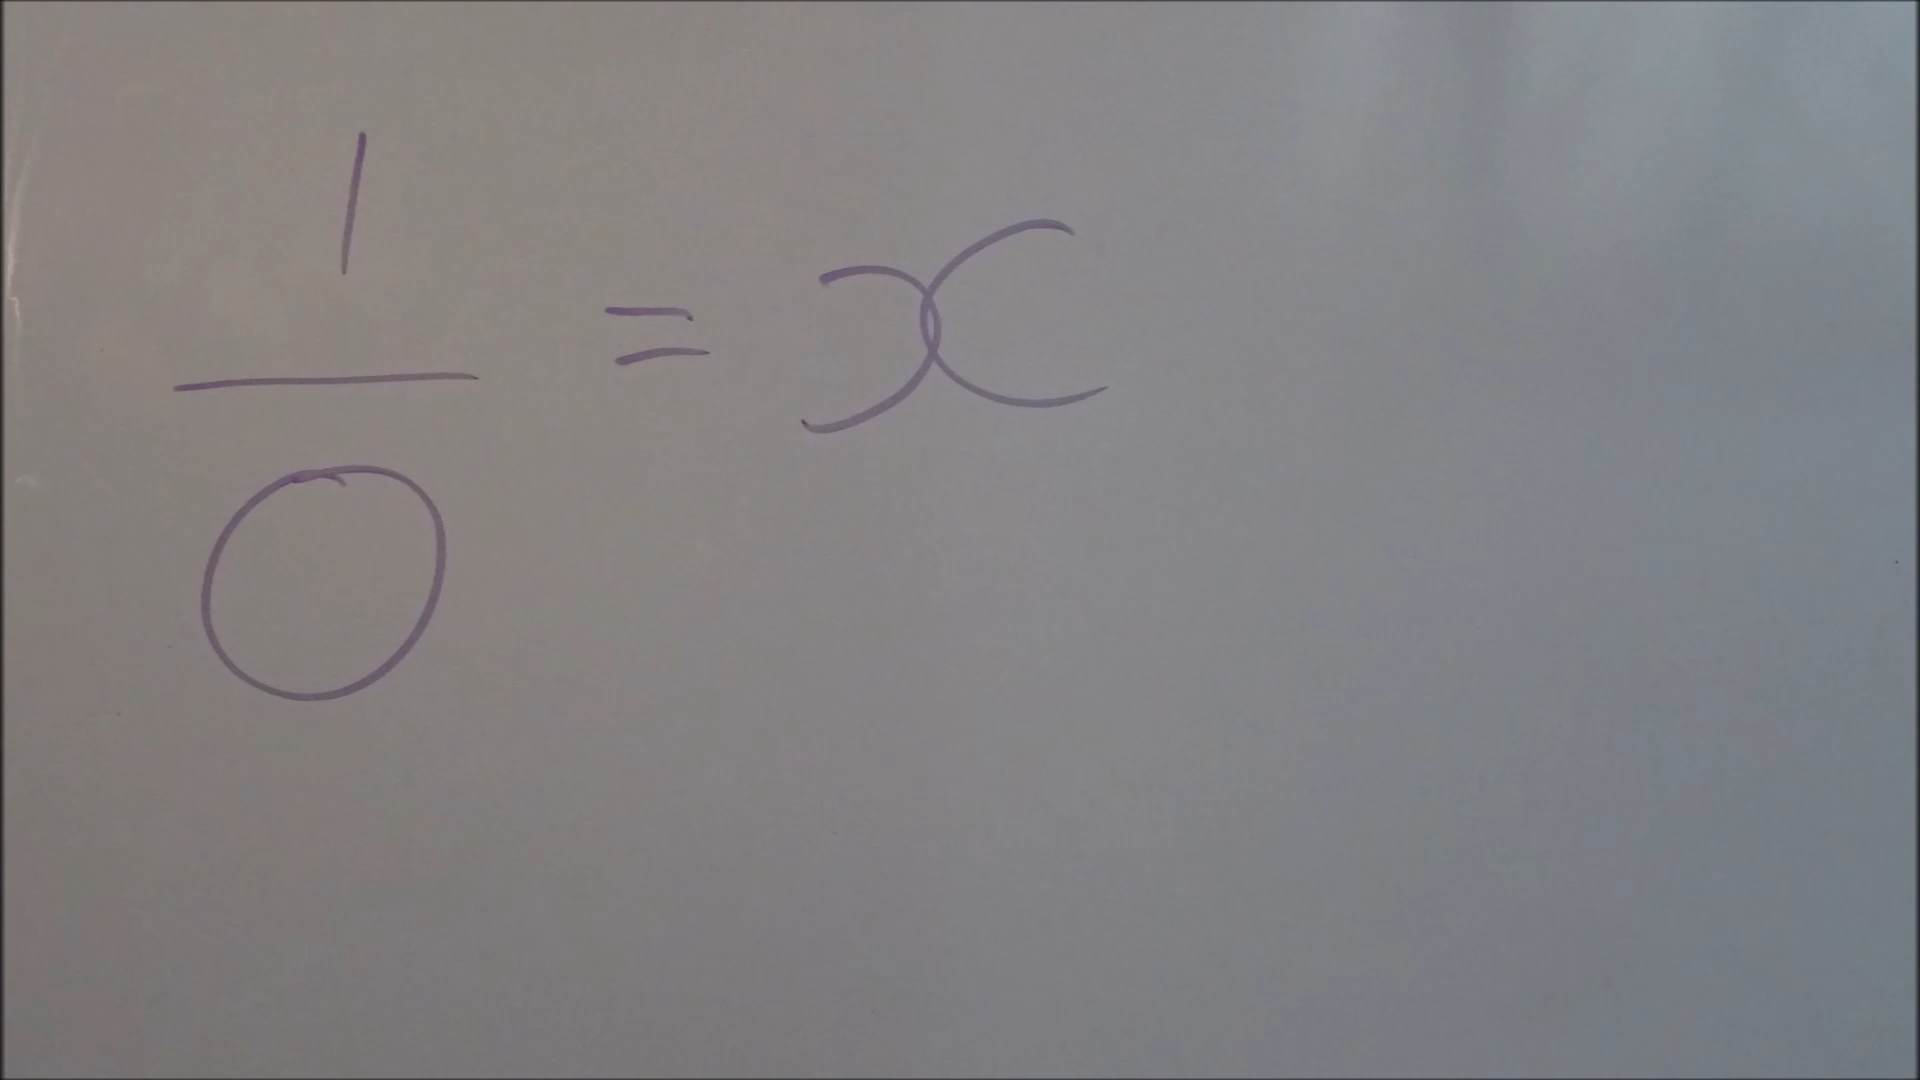 1/0 = x